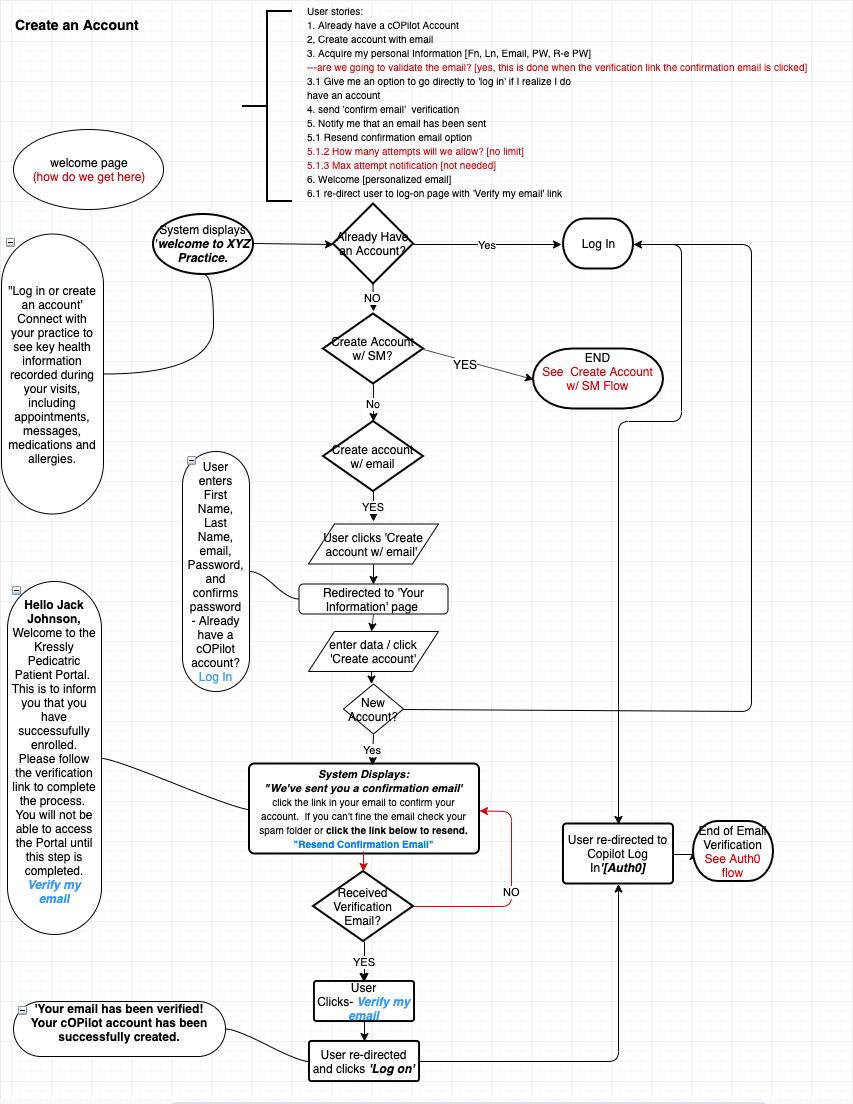 Create an Account
User stories:
1. Already have a cOPilot Account
2, Create account with email
3. Acquire my personal Information [Fn, Ln, Email, PW, R-e PW]
---are we going to validate the email? [yes, this is done when the verification link the confirmation email is clicked]
3.1 Give me an option to go directly to 'log in' if I realize I do
have an account
4. send 'confirm email' verification
5. Notify me that an email has been sent
5.1 Resend confirmation email option
5.1.2 How many attempts will we allow? [no limit]
5.1.3 Max attempt notification [not needed]
6. Welcome [personalized email]
6.1 re-direct user to log-on page with 'Verify my email' link
welcome page
(how do we get here)
System displays
'welcome to XYZ
Practice.
Already Have
an Account?
Yes
Log In
NO
"Log in or create
an account'
Connect with
your practice to
see key health
information
recorded during
your visits,
including
appointments,
messages,
medications and
allergies.
Create Account
w/ SM?
YES
END
See Create Account
w/ SM Flow
No
Create account
w/ email
YES
User clicks 'Create
account w/ email'
User
enters
First
Name,
Last
Name,
email,
Password,
and
confirms
password
- Already
have a
cOPilot
account?
Log In
Redirected to 'Your
Information' page
enter data / click
'Create account'
New
Account?
Yes
Hello Jack
Johnson,
Welcome to the
Kressly
Pedicatric
Patient Portal.
This is to inform
you that you
have
successfully
enrolled.
Please follow
the verification
link to complete
the process.
You will not be
able to access
the Portal until
this step is
completed.
Verify my
email
System Displays:
"We've sent you a confirmation email'
click the link in your email to confirm your
account. If you can't fine the email check your
spam folder or click the link below to resend.
"Resend Confirmation Email"
Received
Verification
Email?
NO
YES
User re-directed to
Copilot Log
In'[Auth0]
End of Email
Verification
See Auth0
flow
User
Clicks- Verify my
email
'Your email has been verified!
Your cOPilot account has been
successfully created.
User re-directed
and clicks 'Log on'